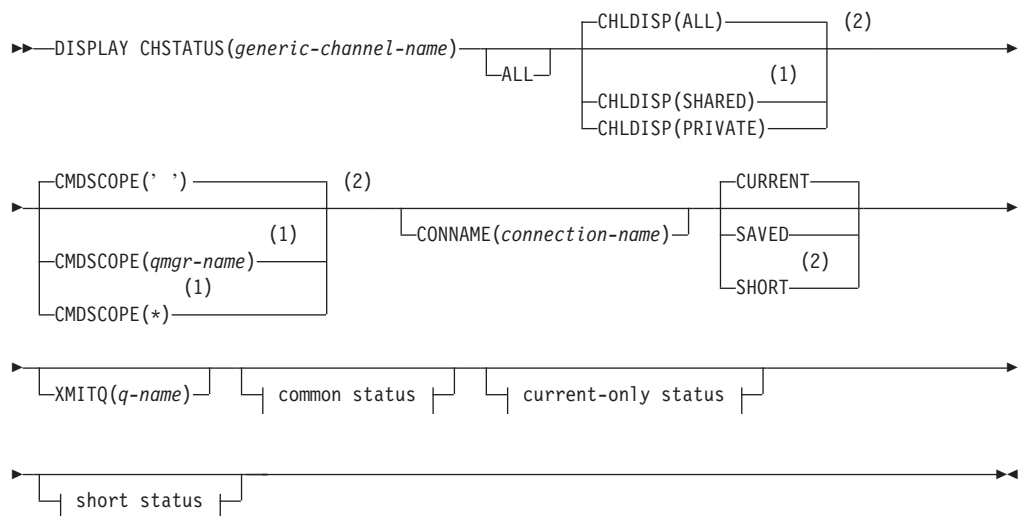 CHLDISP(ALL) (2)
DISPLAY CHSTATUS(generic-channel-name)
ALL (1)
CHLDISP(SHARED)
CHLDISP(PRIVATE)
CMDSCOPE(' ') (2) CURRENT
(1) CONNAME(connection-name) SAVED
CMDSCOPE(qmgr-name) (2)
(1) SHORT
CMDSCOPE(*)
XMITQ(q-name) common status current-only status
short status